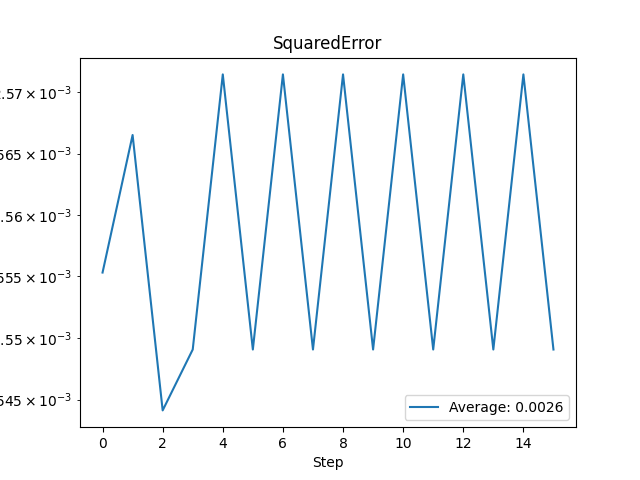 SquaredError
.57 × 10⁻³
565 × 10⁻³
.56 × 10⁻³
555 × 10⁻³
.55 × 10⁻³
545 × 10⁻³
Average: 0.0026
0 2 4 6 8 10 12 14
Step